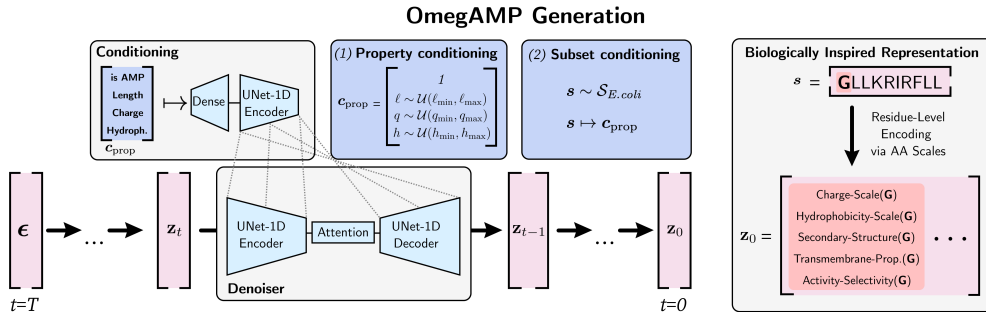 OmegAMP Generation
Conditioning
is AMP
Length
Charge
Hydroph.
c_prop
Dense
UNet-1D
Encoder
(1) Property conditioning
c_prop =
1
ℓ ∼ 𝒰(ℓ_min, ℓ_max)
q ∼ 𝒰(q_min, q_max)
h ∼ 𝒰(h_min, h_max)
(2) Subset conditioning
s ∼ 𝒮_E.coli
s ↦ c_prop
ϵ
...
z_t
UNet-1D
Encoder
Attention
UNet-1D
Decoder
Denoiser
z_{t−1}
...
z_0
t=T
t=0
Biologically Inspired Representation
s = GLLKRIRFLL
Residue-Level
Encoding
via AA Scales
z_0 =
Charge-Scale(G)
Hydrophobicity-Scale(G)
Secondary-Structure(G)
Transmembrane-Prop.(G)
Activity-Selectivity(G)
• • •